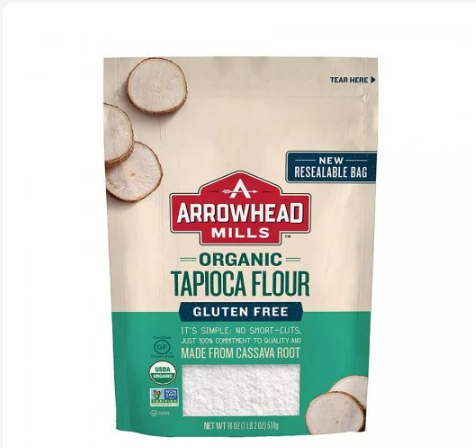 TEAR HERE
NEW
RESEALABLE BAG
ARROWHEAD
MILLS
TM
ORGANIC
TAPIOCA FLOUR
GLUTEN FREE
IT'S SIMPLE: NO SHORT-CUTS,
JUST 100% COMMITMENT TO QUALITY AND
MADE FROM CASSAVA ROOT
GF
USDA
ORGANIC
NET WT 18 OZ (1 LB 2 OZ) 510g